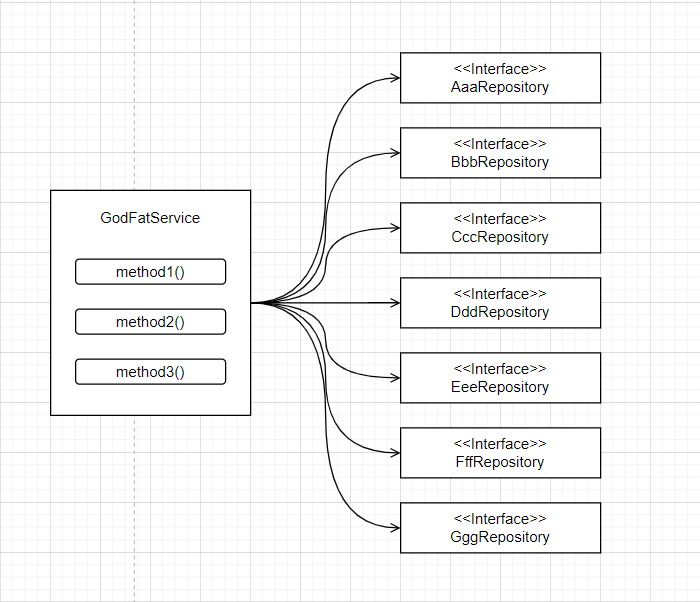 GodFatService
method1()
method2()
method3()
<<Interface>>
AaaRepository
<<Interface>>
BbbRepository
<<Interface>>
CccRepository
<<Interface>>
DddRepository
<<Interface>>
EeeRepository
<<Interface>>
FffRepository
<<Interface>>
GggRepository